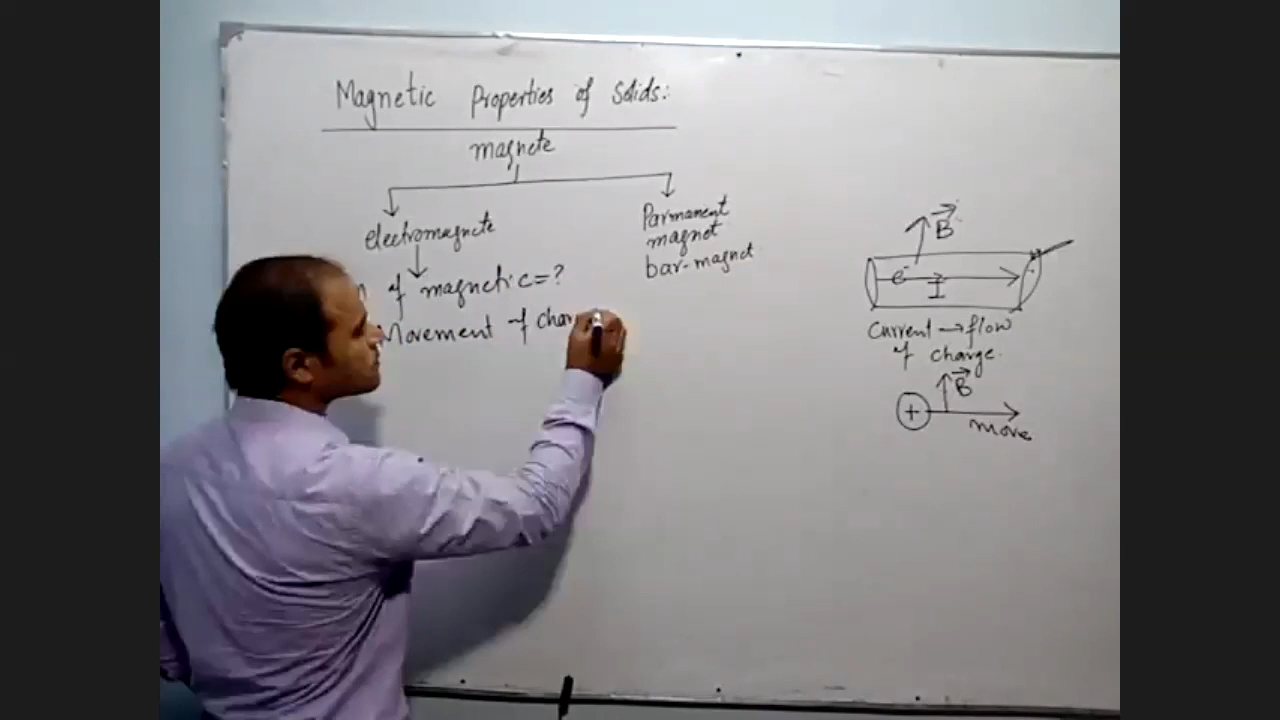 Magnetic Properties of Solids:
magnete
electromagnete
Parmanent
magnet
bar-magnet
of magnetic=?
Movement of char
B
e-
I
Current → flow
of charge.
B
+
move